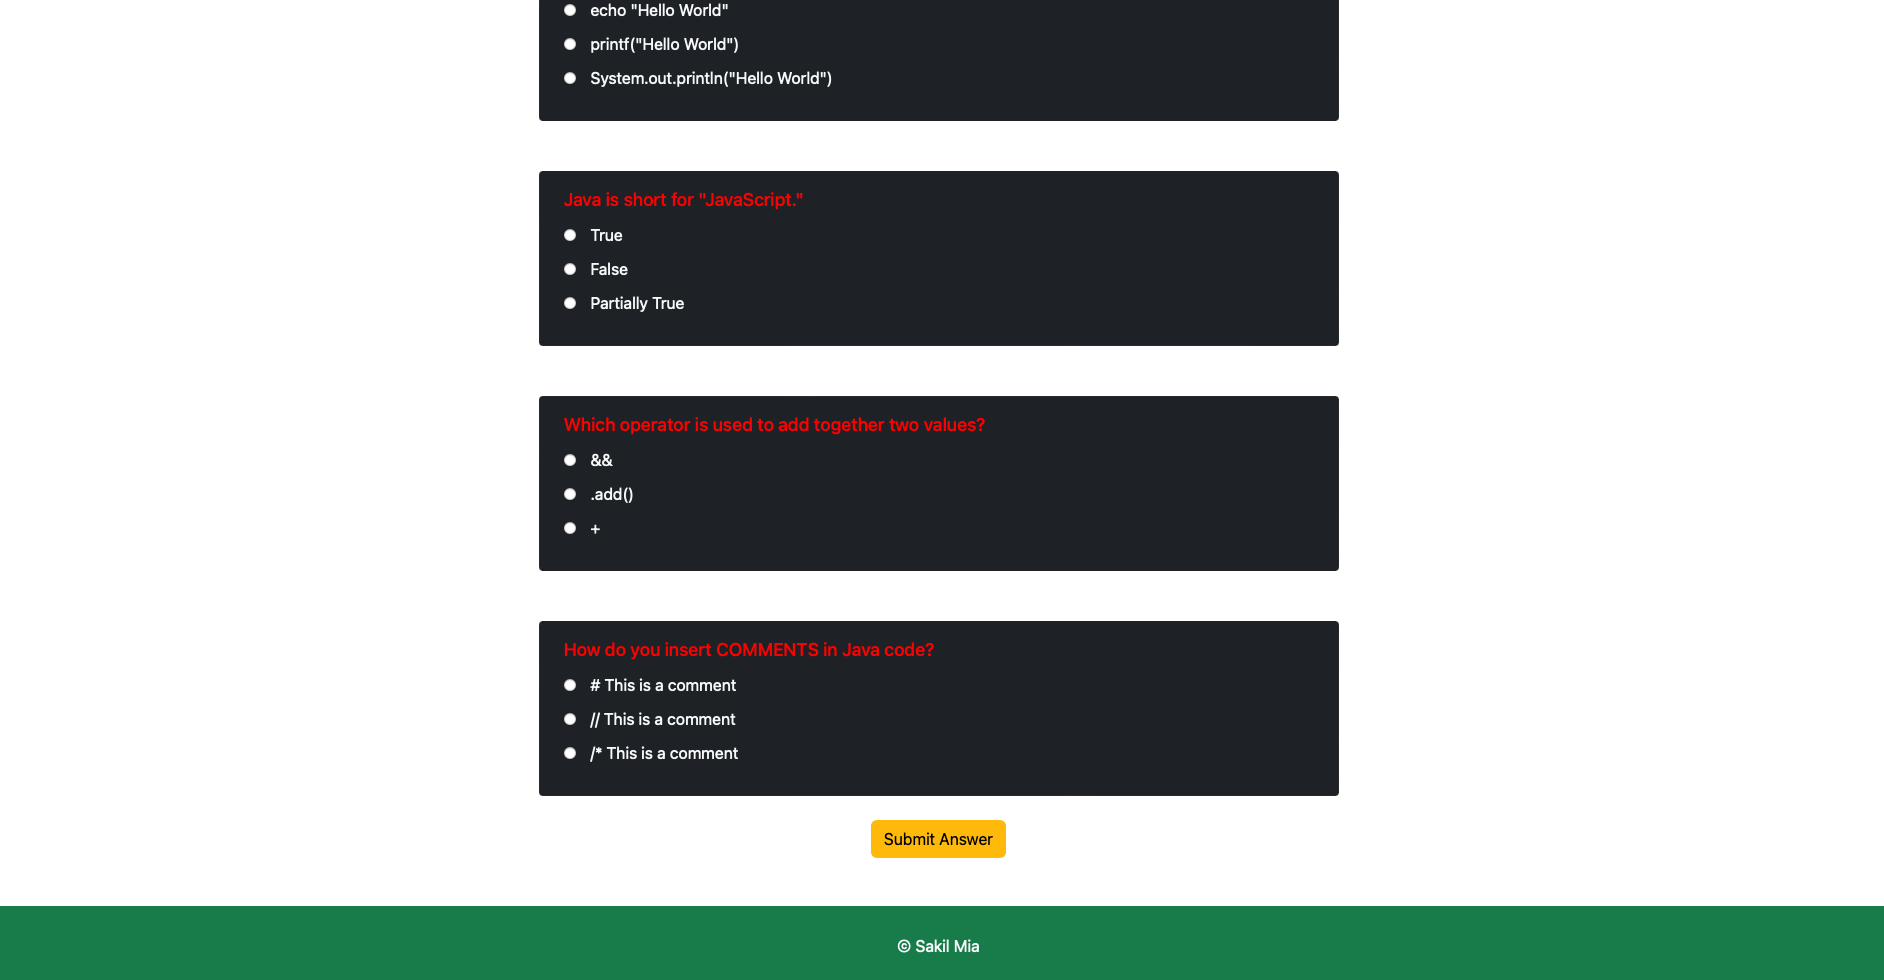 echo "Hello World"
printf("Hello World")
System.out.println("Hello World")
Java is short for "JavaScript."
True
False
Partially True
Which operator is used to add together two values?
&&
.add()
+
How do you insert COMMENTS in Java code?
# This is a comment
// This is a comment
/* This is a comment
Submit Answer
© Sakil Mia